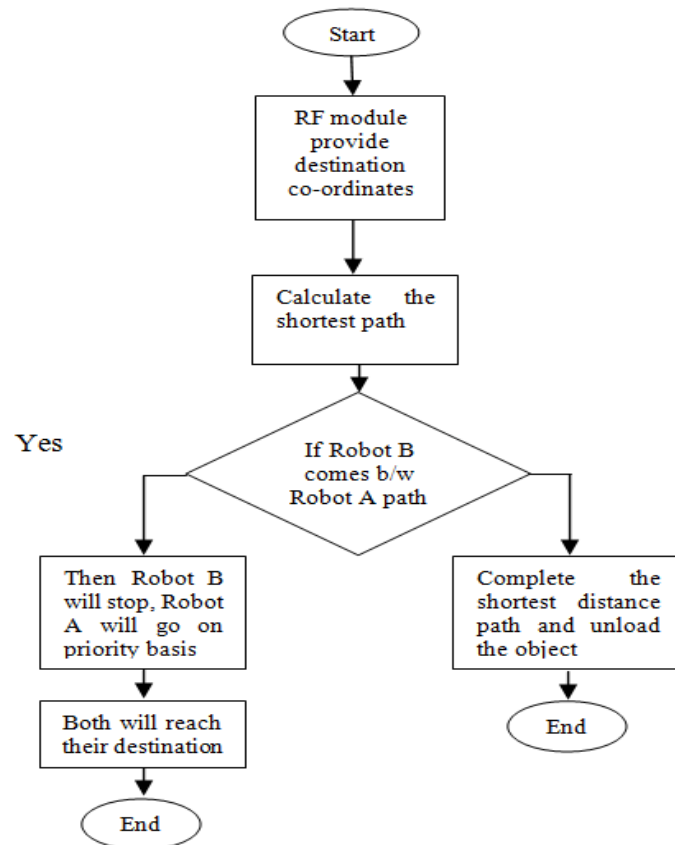 Start
RF module
provide
destination
co-ordinates
Calculate the
shortest path
Yes
If Robot B
comes b/w
Robot A path
Then Robot B
will stop, Robot
A will go on
priority basis
Complete the
shortest distance
path and unload
the object
Both will reach
their destination
End
End